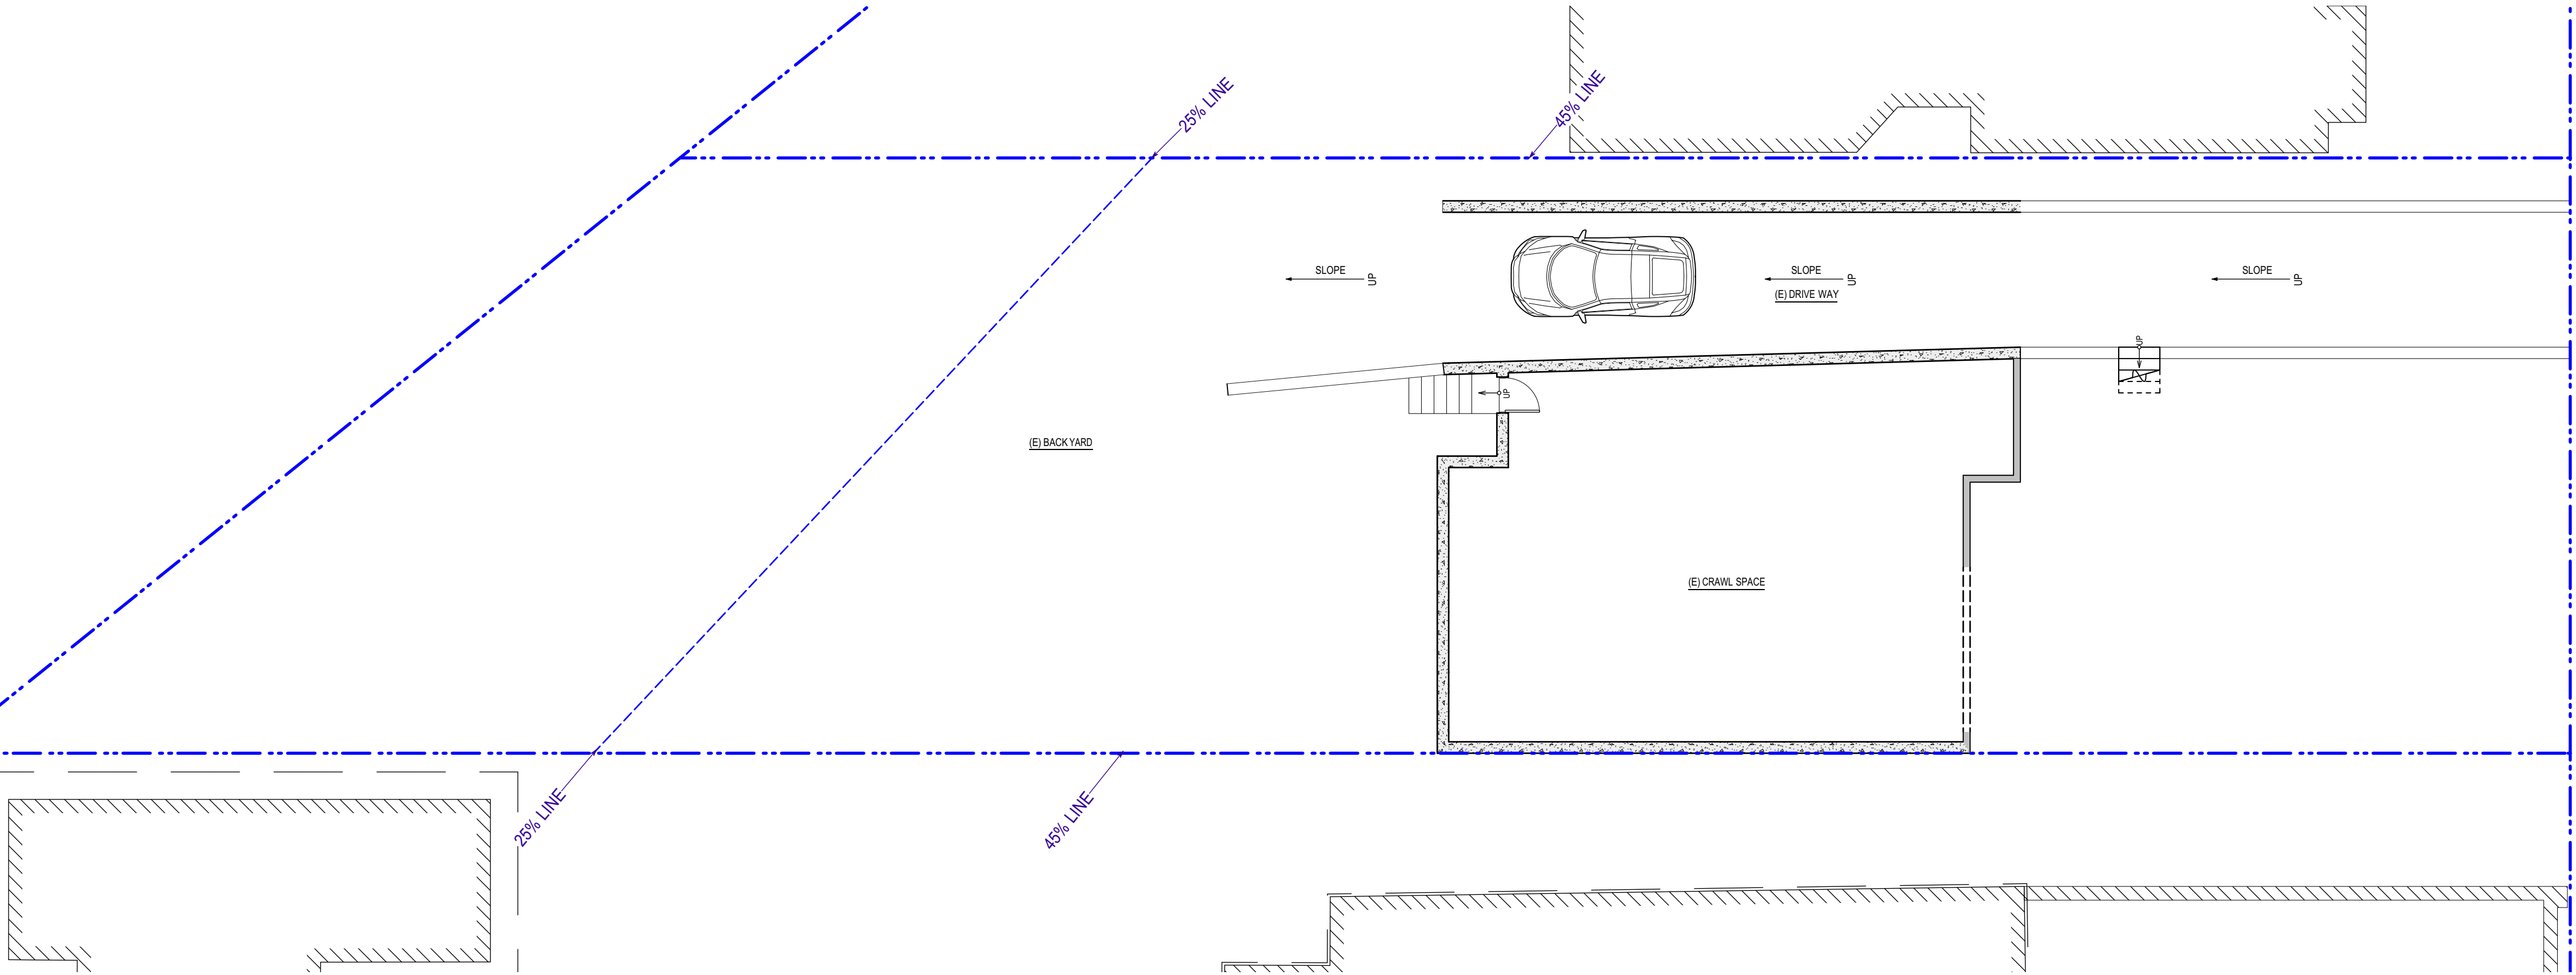 25% LINE
45% LINE
SLOPE
UP
SLOPE
UP
(E) DRIVE WAY
SLOPE
UP
UP
UP
(E) BACK YARD
(E) CRAWL SPACE
25% LINE
45% LINE